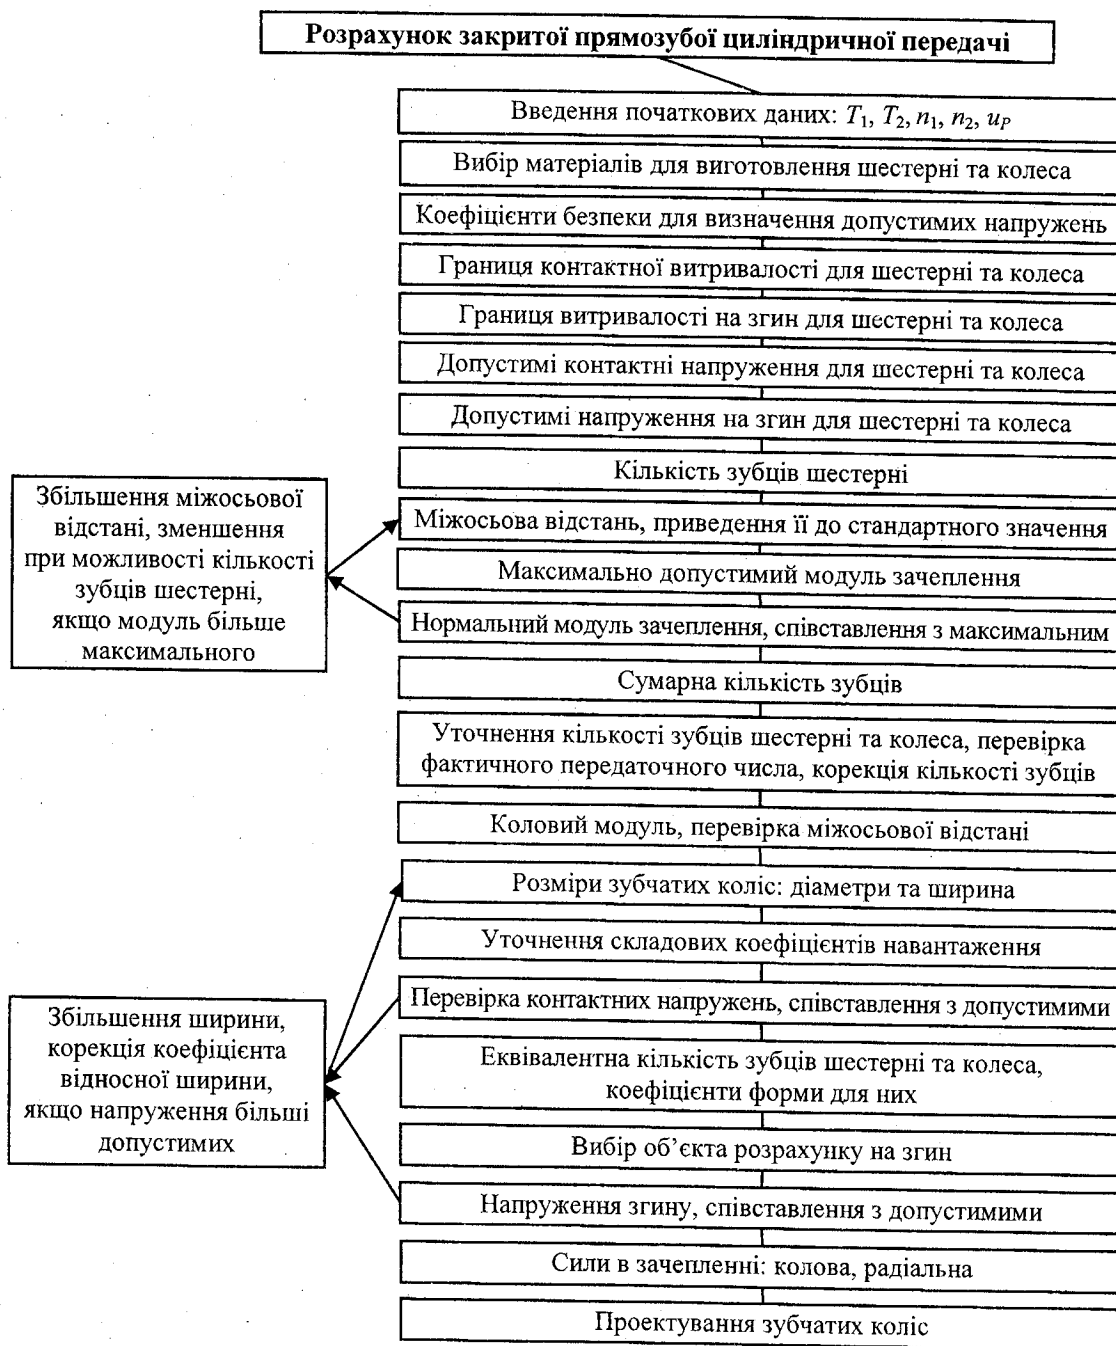 Розрахунок закритої прямозубої циліндричної передачі
Введення початкових даних: T₁, T₂, n₁, n₂, u_P
Вибір матеріалів для виготовлення шестерні та колеса
Коефіцієнти безпеки для визначення допустимих напружень
Границя контактної витривалості для шестерні та колеса
Границя витривалості на згин для шестерні та колеса
Допустимі контактні напруження для шестерні та колеса
Допустимі напруження на згин для шестерні та колеса
Кількість зубців шестерні
Збільшення міжосьової
відстані, зменшення
при можливості кількості
зубців шестерні,
якщо модуль більше
максимального
Міжосьова відстань, приведення її до стандартного значення
Максимально допустимий модуль зачеплення
Нормальний модуль зачеплення, співставлення з максимальним
Сумарна кількість зубців
Уточнення кількості зубців шестерні та колеса, перевірка
фактичного передаточного числа, корекція кількості зубців
Коловий модуль, перевірка міжосьової відстані
Розміри зубчатих коліс: діаметри та ширина
Уточнення складових коефіцієнтів навантаження
Перевірка контактних напружень, співставлення з допустимими
Збільшення ширини,
корекція коефіцієнта
відносної ширини,
якщо напруження більші
допустимих
Еквівалентна кількість зубців шестерні та колеса,
коефіцієнти форми для них
Вибір об’єкта розрахунку на згин
Напруження згину, співставлення з допустимими
Сили в зачепленні: колова, радіальна
Проектування зубчатих коліс